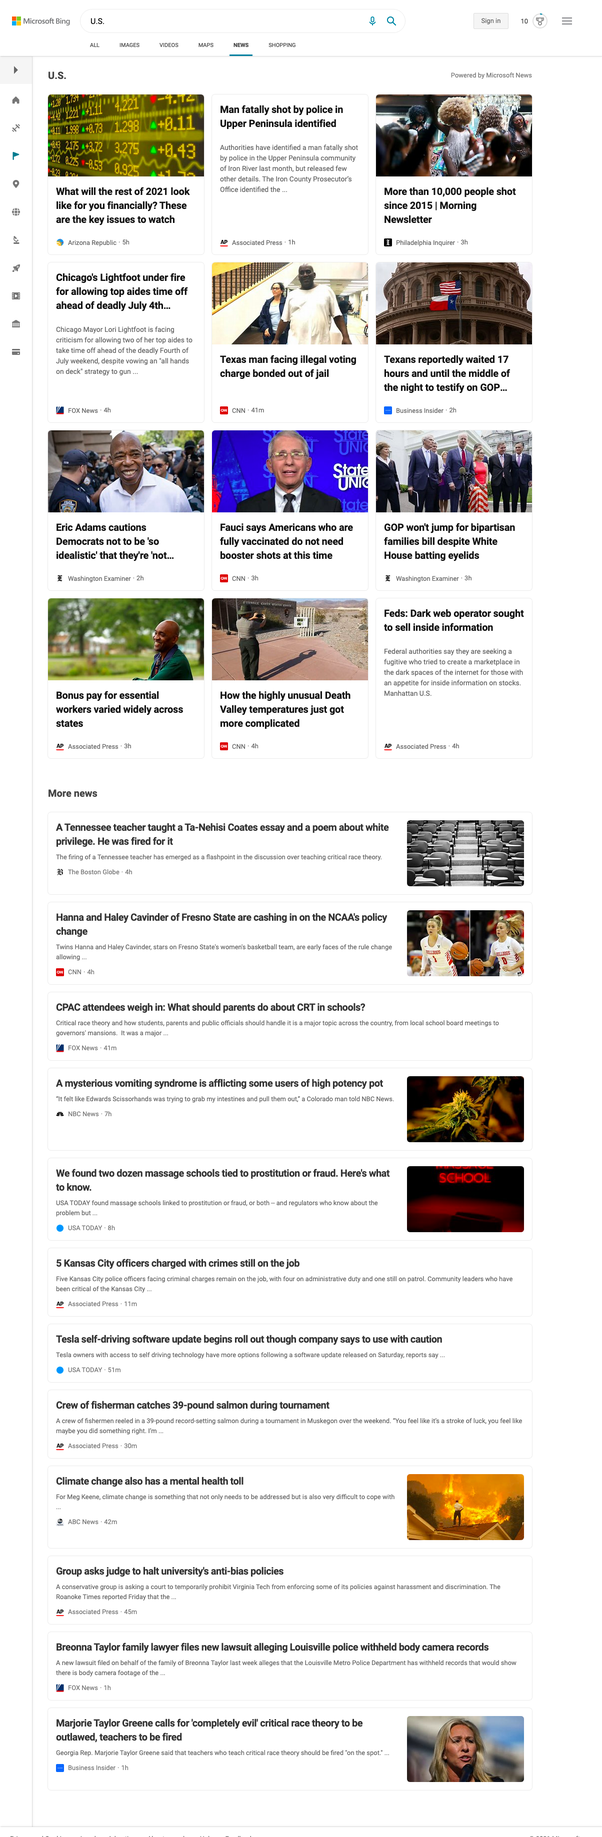 Microsoft Bing
U.S.
Sign in
10
ALL
IMAGES
VIDEOS
MAPS
NEWS
SHOPPING
U.S.
Powered by Microsoft News
What will the rest of 2021 look
like for you financially? These
are the key issues to watch
Arizona Republic · 5h
Man fatally shot by police in
Upper Peninsula identified
Authorities have identified a man fatally shot
by police in the Upper Peninsula community
of Iron River last month, but released few
other details. The Iron County Prosecutor's
Office identified the ...
Associated Press · 1h
More than 10,000 people shot
since 2015 | Morning
Newsletter
Philadelphia Inquirer · 3h
Chicago's Lightfoot under fire
for allowing top aides time off
ahead of deadly July 4th...
Chicago Mayor Lori Lightfoot is facing
criticism for allowing two of her top aides to
take time off ahead of the deadly Fourth of
July weekend, despite vowing an "all hands
on deck" strategy to gun ...
FOX News · 4h
Texas man facing illegal voting
charge bonded out of jail
CNN · 41m
Texans reportedly waited 17
hours and until the middle of
the night to testify on GOP...
Business Insider · 2h
Eric Adams cautions
Democrats not to be 'so
idealistic' that they're 'not...
Washington Examiner · 2h
Fauci says Americans who are
fully vaccinated do not need
booster shots at this time
CNN · 3h
GOP won't jump for bipartisan
families bill despite White
House batting eyelids
Washington Examiner · 3h
Bonus pay for essential
workers varied widely across
states
Associated Press · 3h
How the highly unusual Death
Valley temperatures just got
more complicated
CNN · 4h
Feds: Dark web operator sought
to sell inside information
Federal authorities say they are seeking a
fugitive who tried to create a marketplace in
the dark spaces of the internet for those with
an appetite for inside information on stocks.
Manhattan U.S.
Associated Press · 4h
More news
A Tennessee teacher taught a Ta-Nehisi Coates essay and a poem about white
privilege. He was fired for it
The firing of a Tennessee teacher has emerged as a flashpoint in the discussion over teaching critical race theory.
The Boston Globe · 4h
Hanna and Haley Cavinder of Fresno State are cashing in on the NCAA's policy
change
Twins Hanna and Haley Cavinder, stars on Fresno State's women's basketball team, are early faces of the rule change
allowing ...
CNN · 4h
CPAC attendees weigh in: What should parents do about CRT in schools?
Critical race theory and how students, parents and public officials should handle it is a major topic across the country, from local school board meetings to
governors' mansions. It was a major ...
FOX News · 41m
A mysterious vomiting syndrome is afflicting some users of high potency pot
"It felt like Edwards Scissorhands was trying to grab my intestines and pull them out," a Colorado man told NBC News.
NBC News · 7h
We found two dozen massage schools tied to prostitution or fraud. Here's what
to know.
USA TODAY found massage schools linked to prostitution or fraud, or both – and regulators who know about the
problem but ...
USA TODAY · 8h
SCHOOL
5 Kansas City officers charged with crimes still on the job
Five Kansas City police officers facing criminal charges remain on the job, with four on administrative duty and one still on patrol. Community leaders who have
been critical of the Kansas City ...
Associated Press · 11m
Tesla self-driving software update begins roll out though company says to use with caution
Tesla owners with access to self driving technology have more options following a software update released on Saturday, reports say ...
USA TODAY · 51m
Crew of fisherman catches 39-pound salmon during tournament
A crew of fishermen reeled in a 39-pound record-setting salmon during a tournament in Muskegon over the weekend. "You feel like it's a stroke of luck, you feel like
maybe you did something right. I'm ...
Associated Press · 30m
Climate change also has a mental health toll
For Meg Keene, climate change is something that not only needs to be addressed but is also very difficult to cope with
...
ABC News · 42m
Group asks judge to halt university's anti-bias policies
A conservative group is asking a court to temporarily prohibit Virginia Tech from enforcing some of its policies against harassment and discrimination. The
Roanoke Times reported Friday that the ...
Associated Press · 45m
Breonna Taylor family lawyer files new lawsuit alleging Louisville police withheld body camera records
A new lawsuit filed on behalf of the family of Breonna Taylor last week alleges that the Louisville Metro Police Department has withheld records that would show
there is body camera footage of the ...
FOX News · 1h
Marjorie Taylor Greene calls for 'completely evil' critical race theory to be
outlawed, teachers to be fired
Georgia Rep. Marjorie Taylor Greene said that teachers who teach critical race theory should be fired "on the spot." ...
Business Insider · 1h